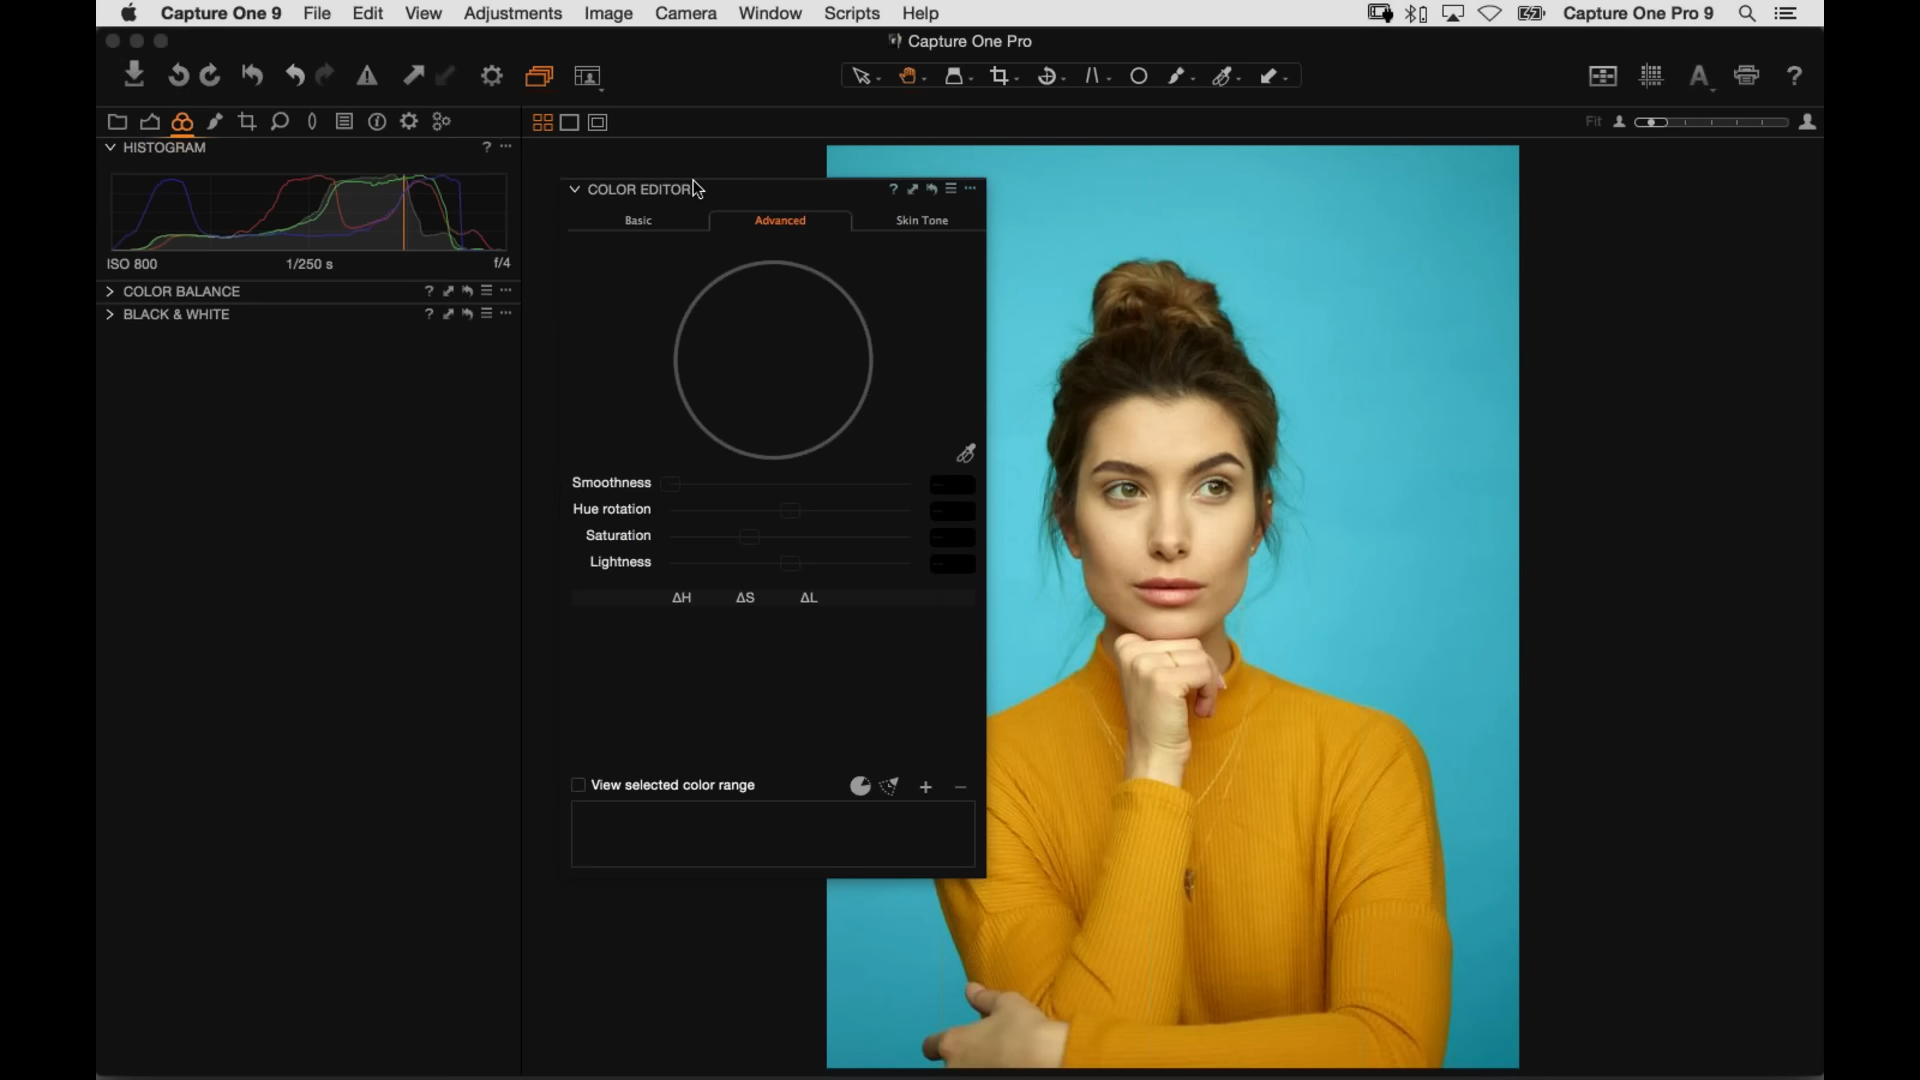 Capture One 9 File Edit View Adjustments Image Camera Window Scripts Help Capture One Pro 9
Capture One Pro
A ?
Fit
HISTOGRAM ?
ISO 800 1/250 s f/4
COLOR BALANCE ?
BLACK & WHITE ?
COLOR EDITOR ?
Basic Advanced Skin Tone
Smoothness
Hue rotation
Saturation
Lightness
ΔH ΔS ΔL
View selected color range